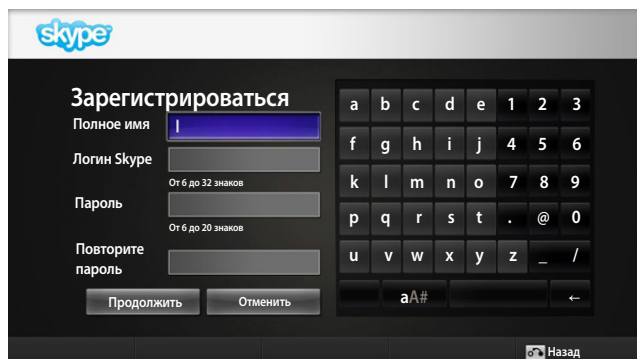 skype
Зарегистрироваться
Полное имя
Логин Skype
От 6 до 32 знаков
Пароль
От 6 до 20 знаков
Повторите
пароль
Продолжить Отменить
a b c d e 1 2 3
f g h i j 4 5 6
k l m n o 7 8 9
p q r s t . @ 0
u v w x y z _ /
aA# ←
Назад